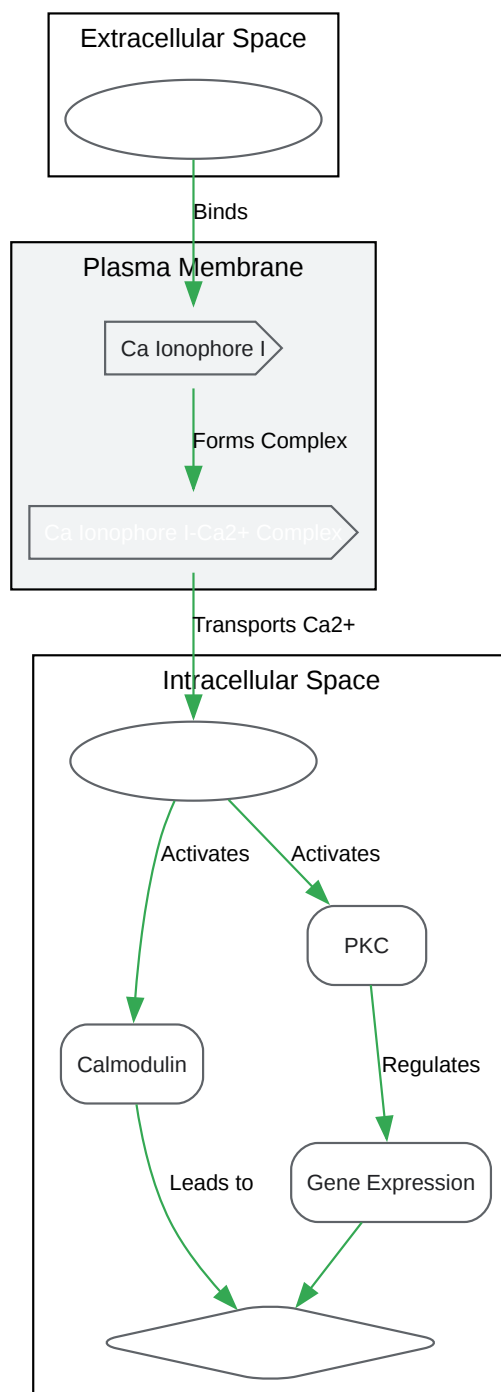 Extracellular Space
Binds
Plasma Membrane
Ca Ionophore I
Forms Complex
Ca Ionophore I-Ca2+ Complex
Transports Ca2+
Intracellular Space
Activates
Activates
PKC
Calmodulin
Regulates
Leads to
Gene Expression